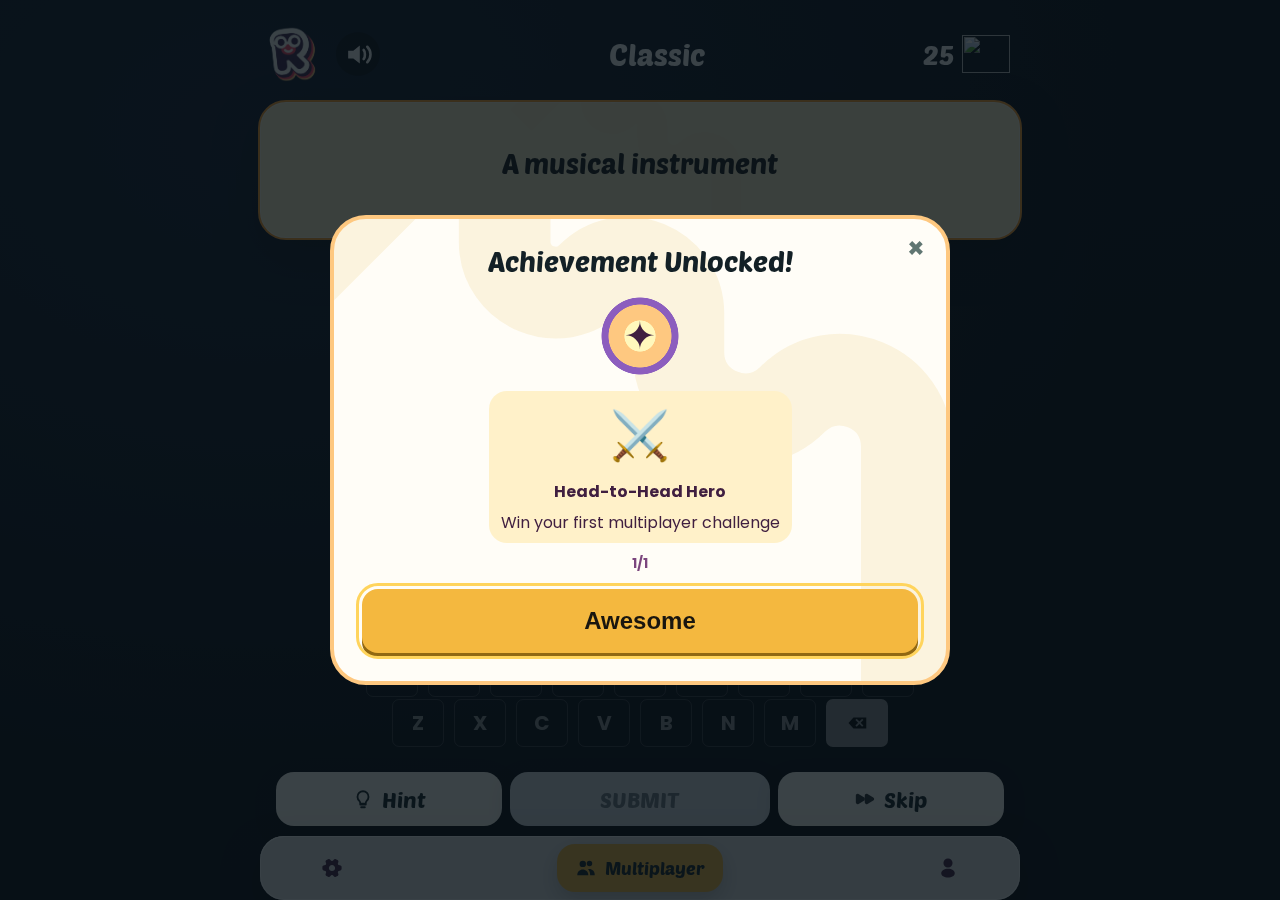 Classic
25
A musical instrument
Achievement Unlocked!
Head-to-Head Hero
Win your first multiplayer challenge
1/1
Awesome
Z X C V B N M
Hint
SUBMIT
Skip
Multiplayer